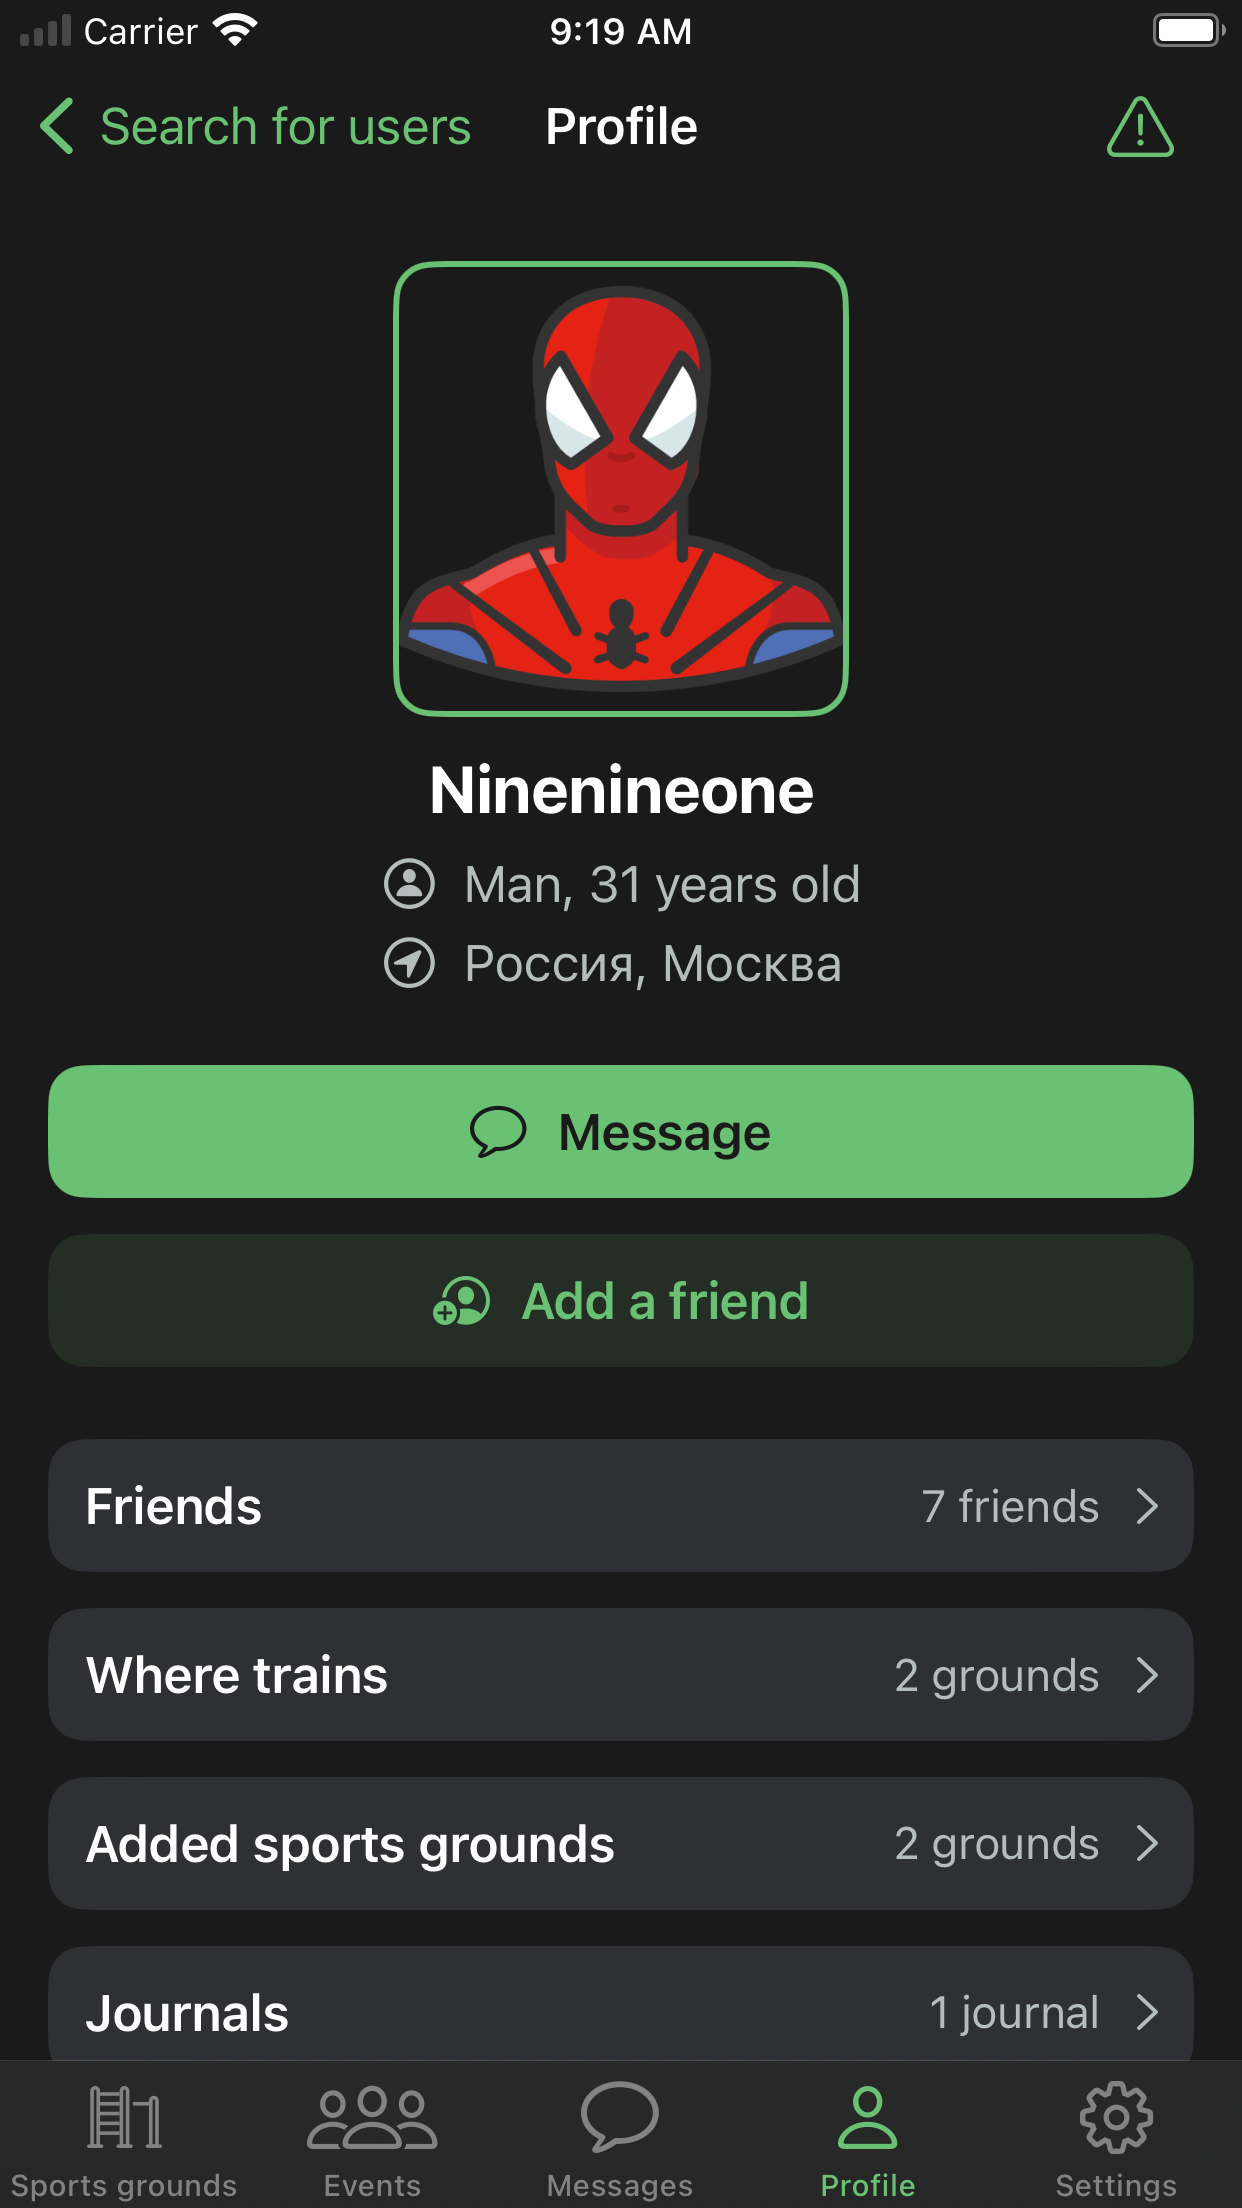 Carrier
9:19 AM
Search for users
Profile
Ninenineone
Man, 31 years old
Россия, Москва
Message
Add a friend
Friends
7 friends
Where trains
2 grounds
Added sports grounds
2 grounds
Journals
1 journal
Sports grounds
Events
Messages
Profile
Settings